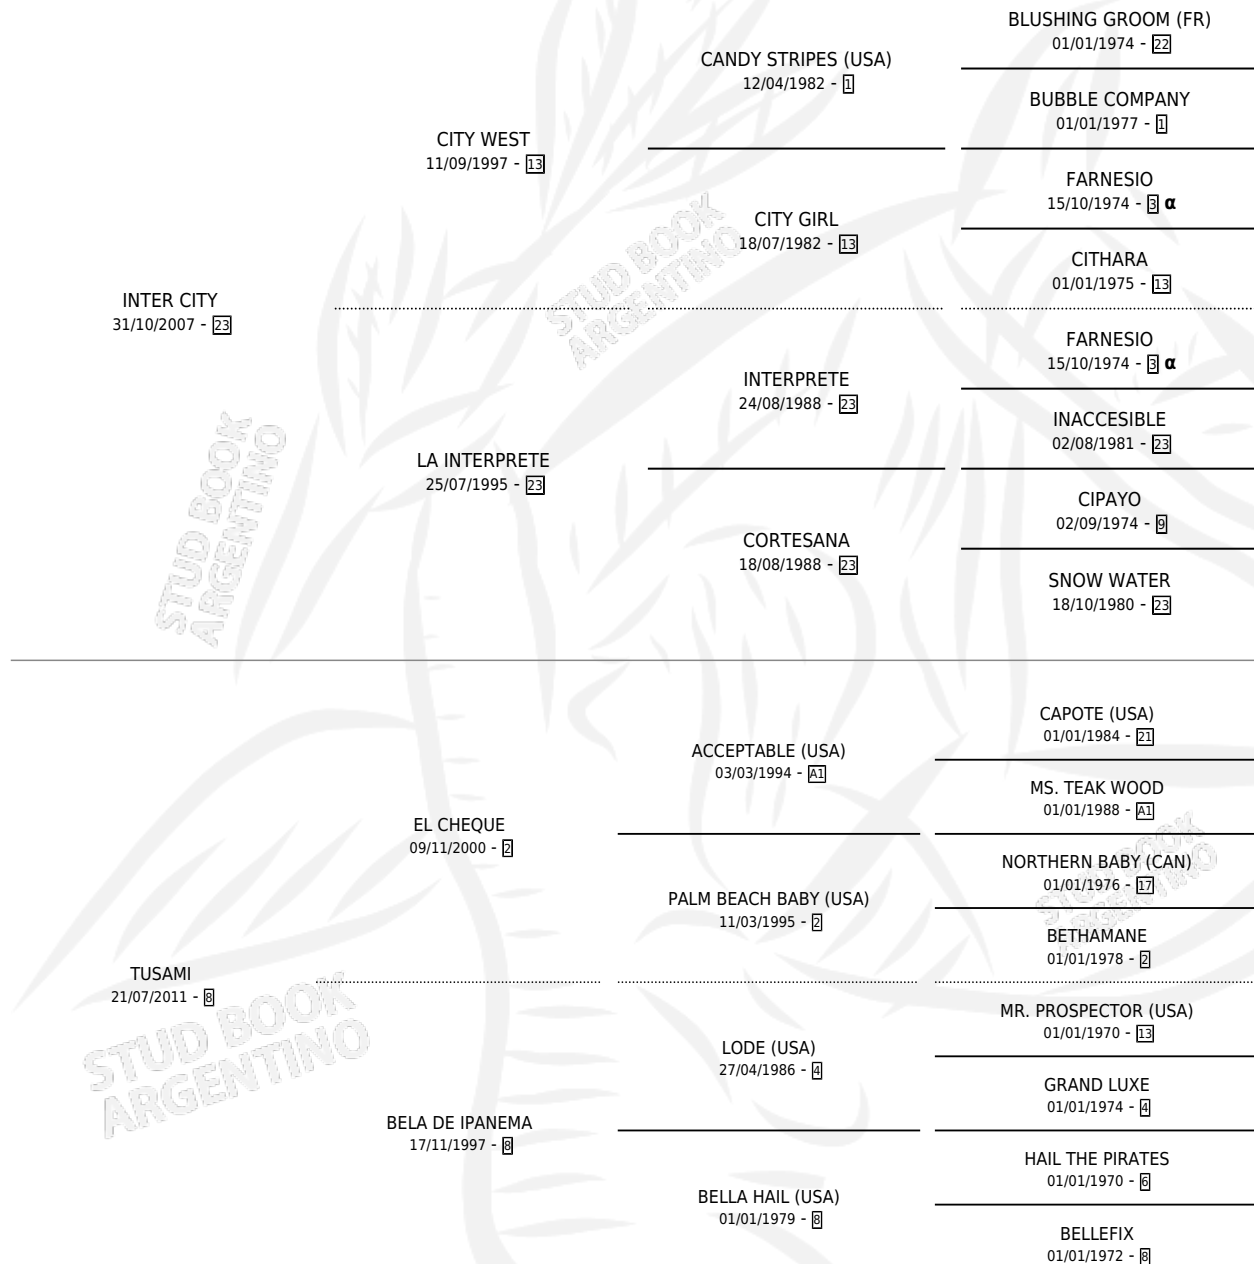 BLUSHING GROOM (FR)
01/01/1974 - 22
CANDY STRIPES (USA)
12/04/1982 - 1
BUBBLE COMPANY
01/01/1977 - 1
CITY WEST
11/09/1997 - 13
FARNESIO
15/10/1974 - 3 α
CITY GIRL
18/07/1982 - 13
CITHARA
01/01/1975 - 13
INTER CITY
31/10/2007 - 23
FARNESIO
15/10/1974 - 3 α
INTERPRETE
24/08/1988 - 23
INACCESIBLE
02/08/1981 - 23
LA INTERPRETE
25/07/1995 - 23
CIPAYO
02/09/1974 - 9
CORTESANA
18/08/1988 - 23
SNOW WATER
18/10/1980 - 23
CAPOTE (USA)
01/01/1984 - 21
ACCEPTABLE (USA)
03/03/1994 - A1
MS. TEAK WOOD
01/01/1988 - A1
EL CHEQUE
09/11/2000 - 2
NORTHERN BABY (CAN)
01/01/1976 - 17
PALM BEACH BABY (USA)
11/03/1995 - 2
BETHAMANE
01/01/1978 - 2
TUSAMI
21/07/2011 - 8
MR. PROSPECTOR (USA)
01/01/1970 - 13
LODE (USA)
27/04/1986 - 4
GRAND LUXE
01/01/1974 - 4
BELA DE IPANEMA
17/11/1997 - 8
HAIL THE PIRATES
01/01/1970 - 6
BELLA HAIL (USA)
01/01/1979 - 8
BELLEFIX
01/01/1972 - 8
STUD BOOK
ARGENTINO
STUD BOOK
ARGENTINO
STUD BOOK
ARGENTINO
STUD BOOK
ARGENTINO